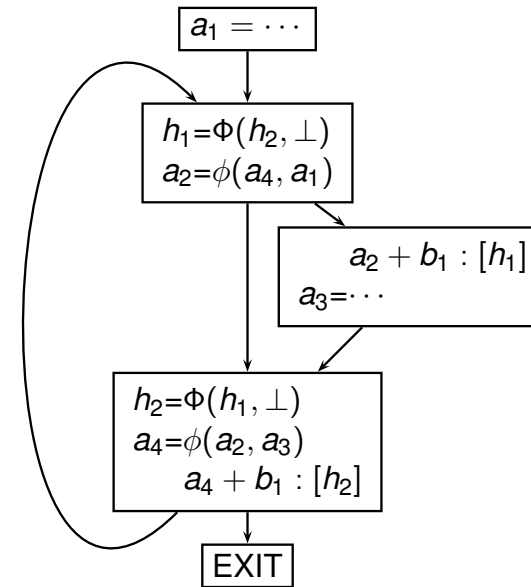 a₁ = ⋯
h₁=Φ(h₂, ⊥)
a₂=ϕ(a₄, a₁)
a₂ + b₁ : [h₁]
a₃=⋯
h₂=Φ(h₁, ⊥)
a₄=ϕ(a₂, a₃)
a₄ + b₁ : [h₂]
EXIT